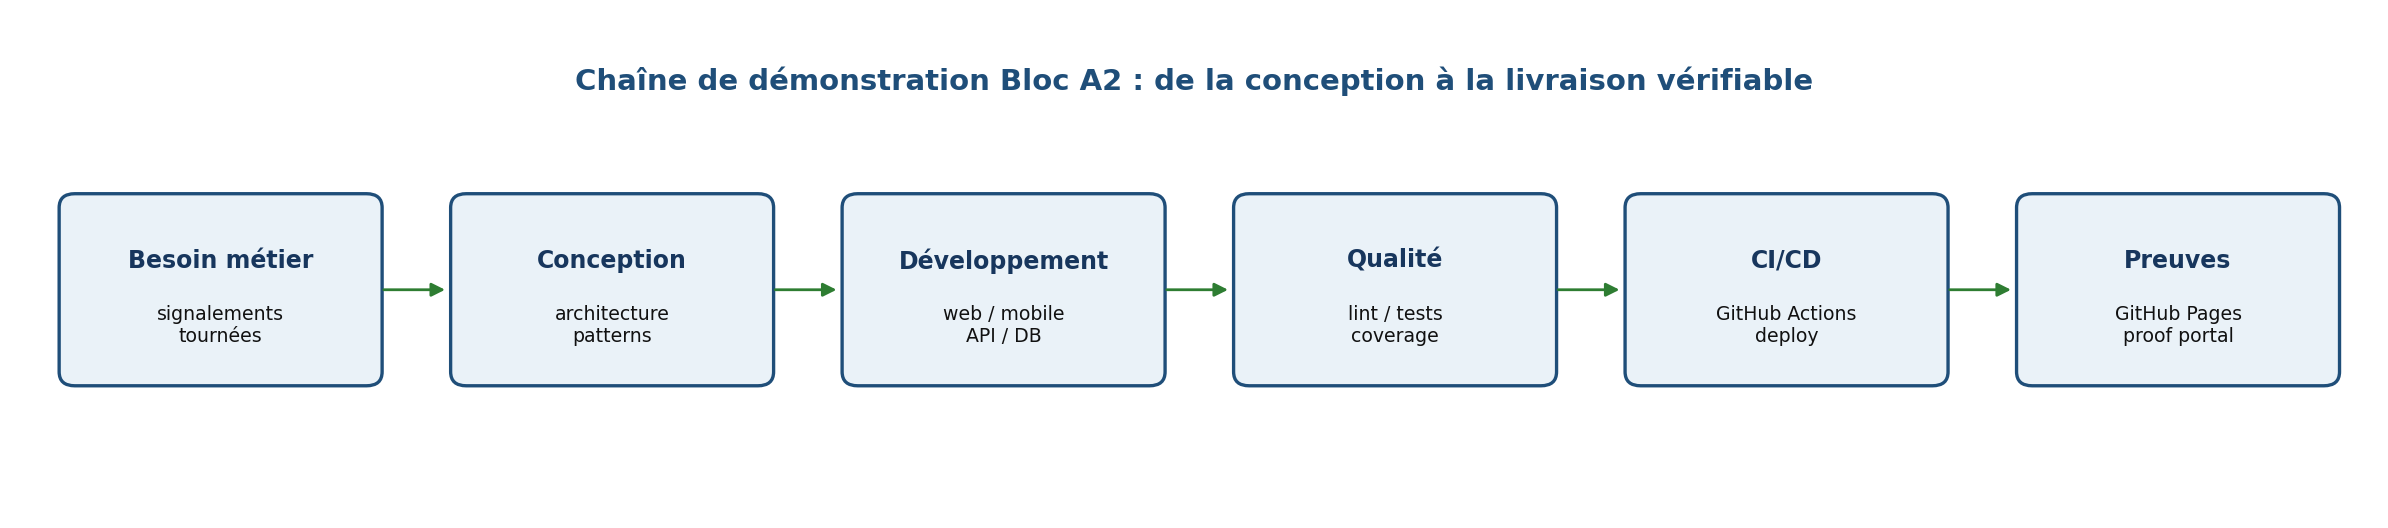 Chaîne de démonstration Bloc A2 : de la conception à la livraison vérifiable
Besoin métier
signalements
tournées
Conception
architecture
patterns
Développement
web / mobile
API / DB
Qualité
lint / tests
coverage
CI/CD
GitHub Actions
deploy
Preuves
GitHub Pages
proof portal